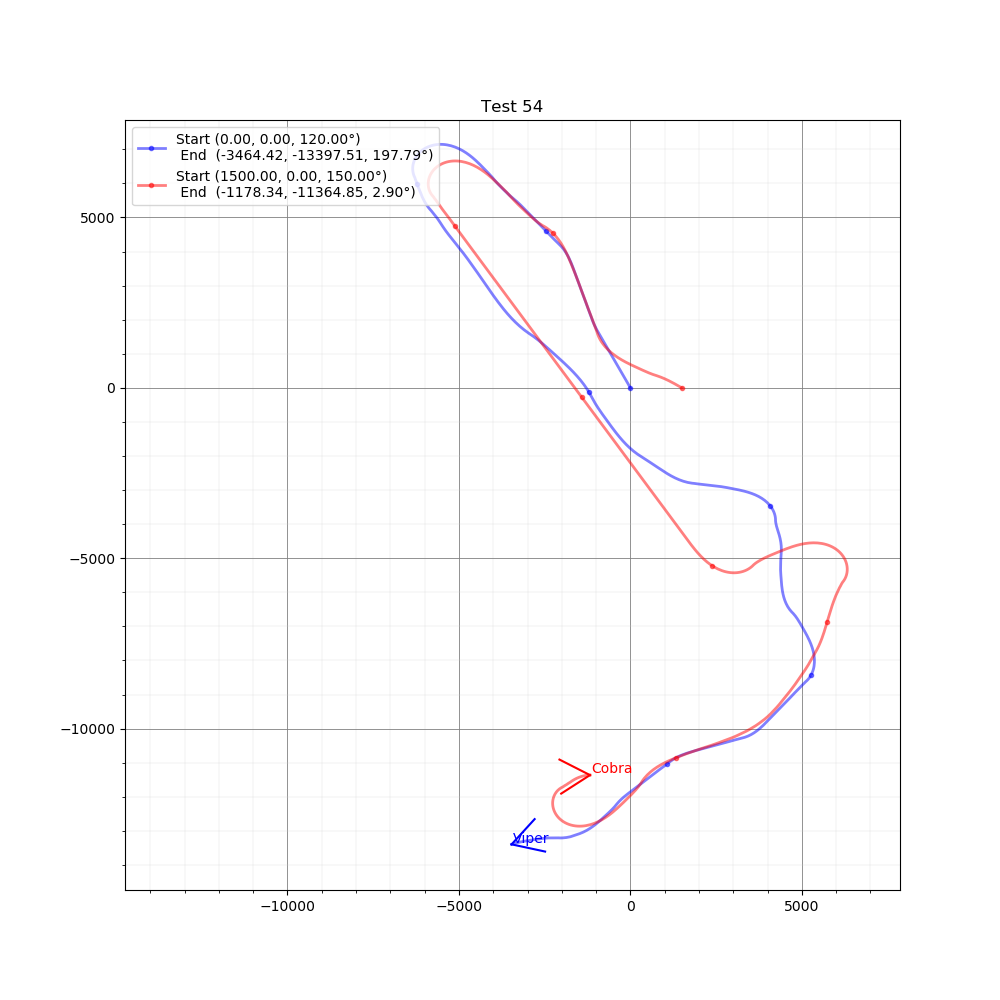 Test 54
Start (0.00, 0.00, 120.00°)
End (-3464.42, -13397.51, 197.79°)
Start (1500.00, 0.00, 150.00°)
End (-1178.34, -11364.85, 2.90°)
5000
0
−5000
−10000
Cobra
Viper
−10000
−5000
0
5000